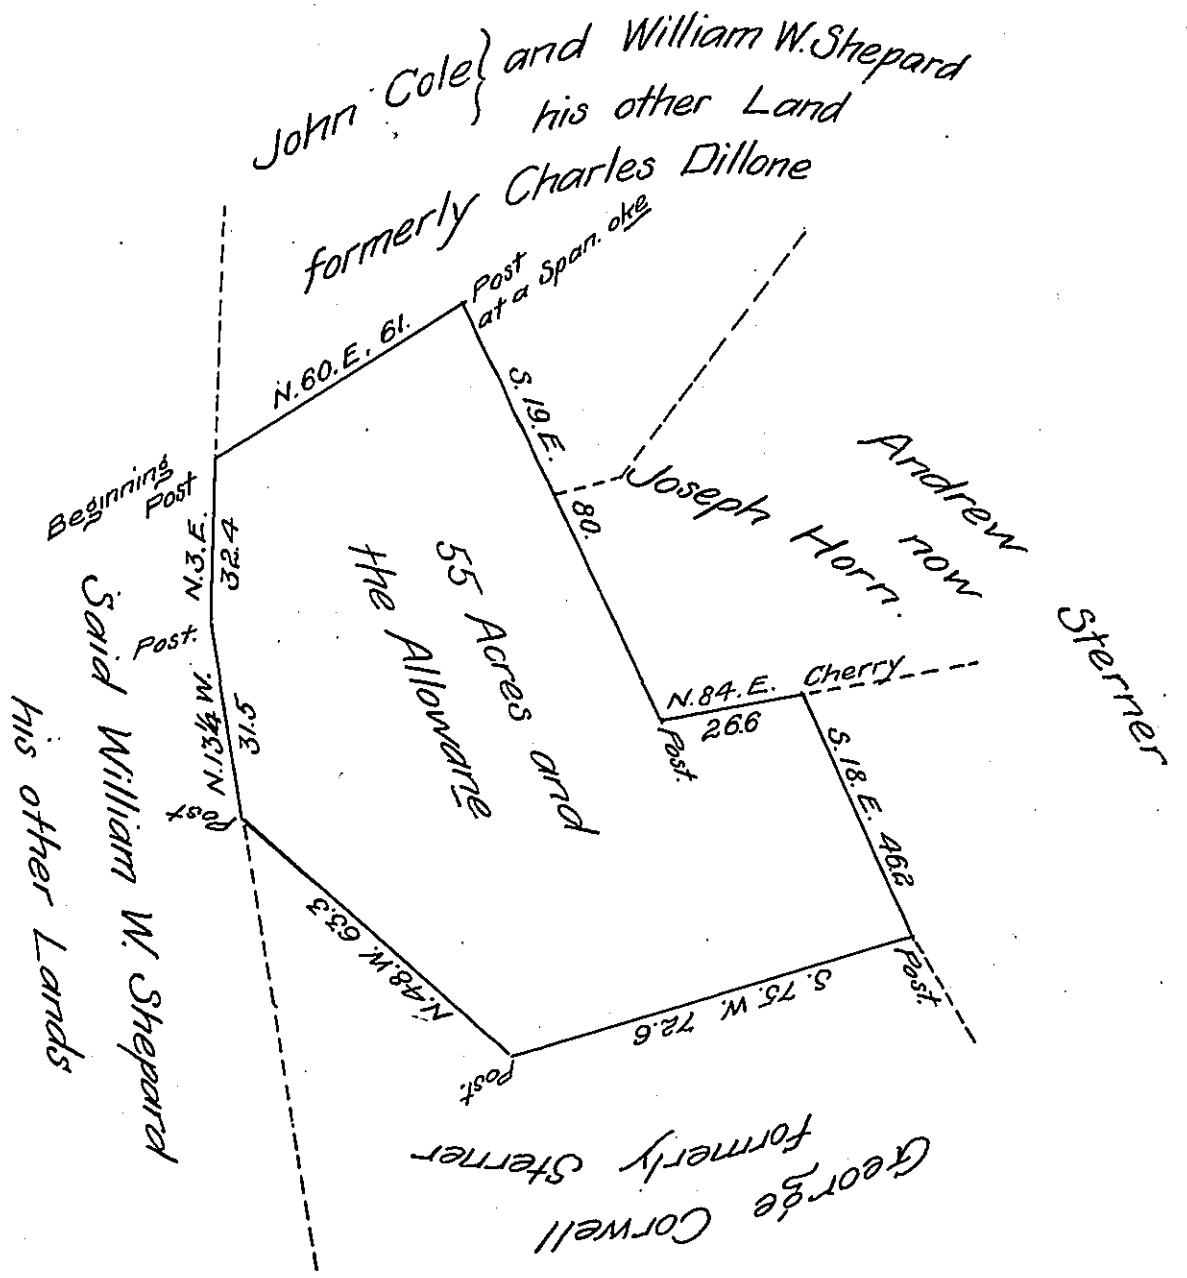 John Cole} and William W. Shepard
his other Land
formerly Charles Dillone
Post
at a Span. oke
N.60.E. 61.
S.19.E.
80.
Beginning
Post
N.3.E.
32.4
Post.
N.13¼W.
31.5
Post
Said William W. Shepard
his other Lands
55 Acres and
the Allowane
Joseph Horn.
Andrew
now
Sterner
N.84.E.
26.6
Cherry
Post.
S.18.E. 46.2
Post.
S. 75. W.
72.6
Post.
N.48.W. 63.3
George Corwell
formerly Sterner